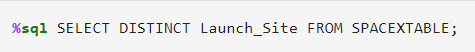 %sql SELECT DISTINCT Launch_Site FROM SPACEXTABLE;